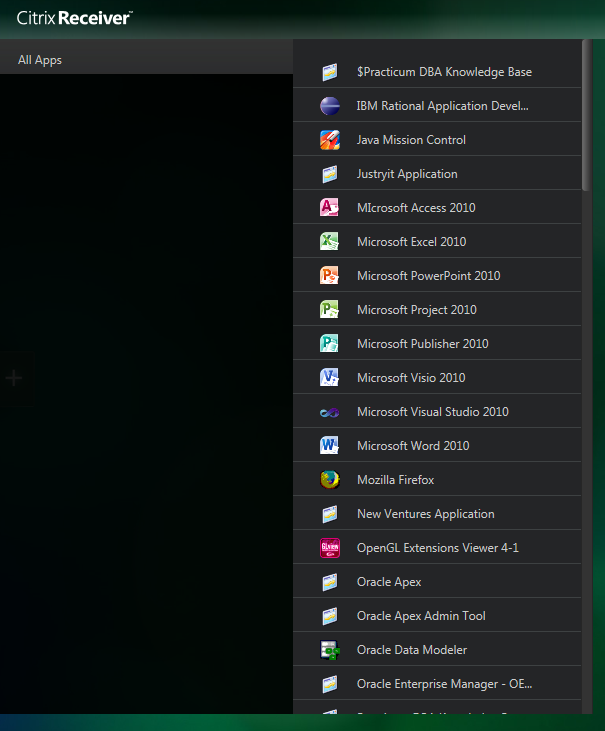 Citrix Receiver™
All Apps
$Practicum DBA Knowledge Base
IBM Rational Application Devel...
Java Mission Control
Justryit Application
MIcrosoft Access 2010
Microsoft Excel 2010
Microsoft PowerPoint 2010
Microsoft Project 2010
Microsoft Publisher 2010
Microsoft Visio 2010
Microsoft Visual Studio 2010
Microsoft Word 2010
Mozilla Firefox
New Ventures Application
OpenGL Extensions Viewer 4-1
Oracle Apex
Oracle Apex Admin Tool
Oracle Data Modeler
Oracle Enterprise Manager - OE...